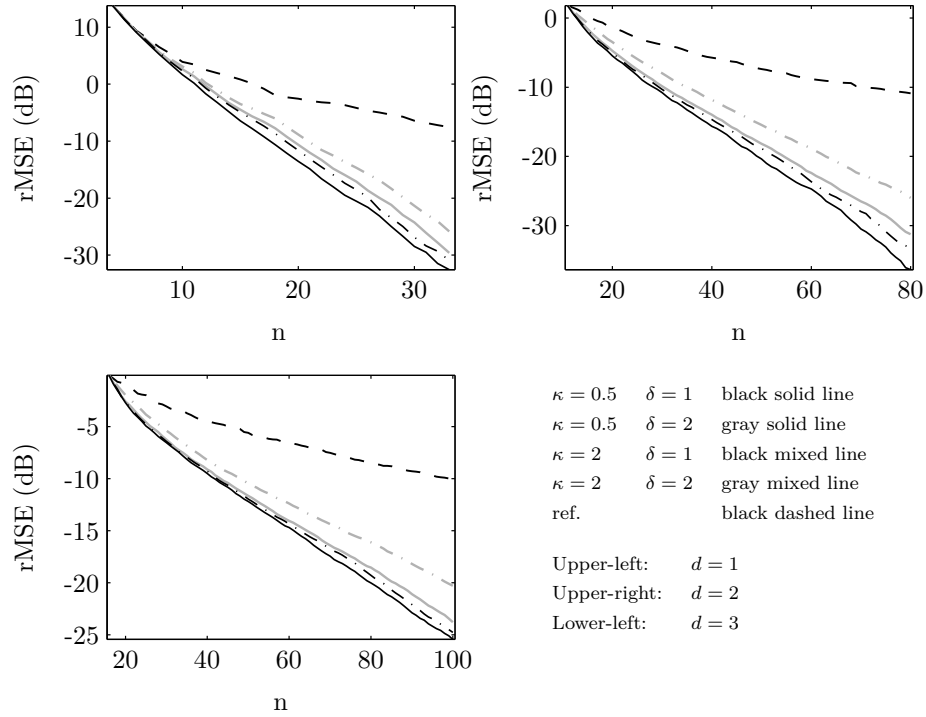 10
0
-10
-20
-30
rMSE (dB)
10
20
30
n
0
-10
-20
-30
rMSE (dB)
20
40
60
80
n
-5
-10
-15
-20
-25
rMSE (dB)
20
40
60
80
100
n
κ = 0.5 δ = 1 black solid line
κ = 0.5 δ = 2 gray solid line
κ = 2 δ = 1 black mixed line
κ = 2 δ = 2 gray mixed line
ref. black dashed line
Upper-left: d = 1
Upper-right: d = 2
Lower-left: d = 3